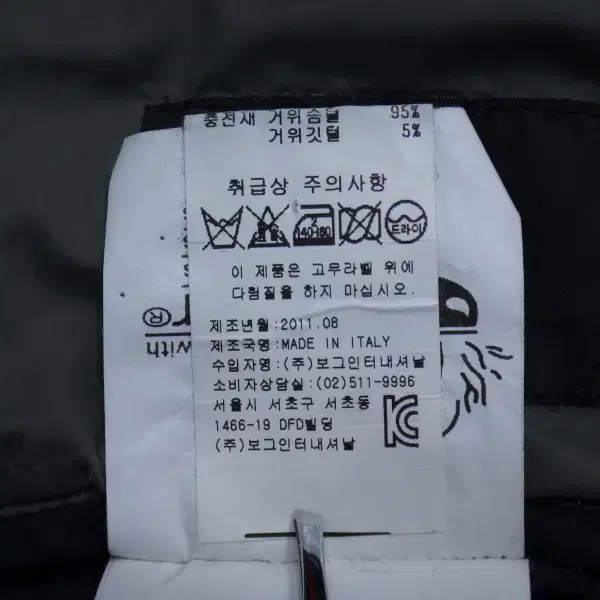 충전재 거위솜털 95%
거위깃털 5%
취급상 주의사항
140~160
드라이
이 제품은 고무라벨 위에
다림질을 하지 마십시오.
제조년월:2011.08
제조국명:MADE IN ITALY
수입자명:(주)보그인터내셔날
소비자상담실:(02)511-9996
서울시 서초구 서초동
1466-19 DFD빌딩
(주)보그인터내셔날
with